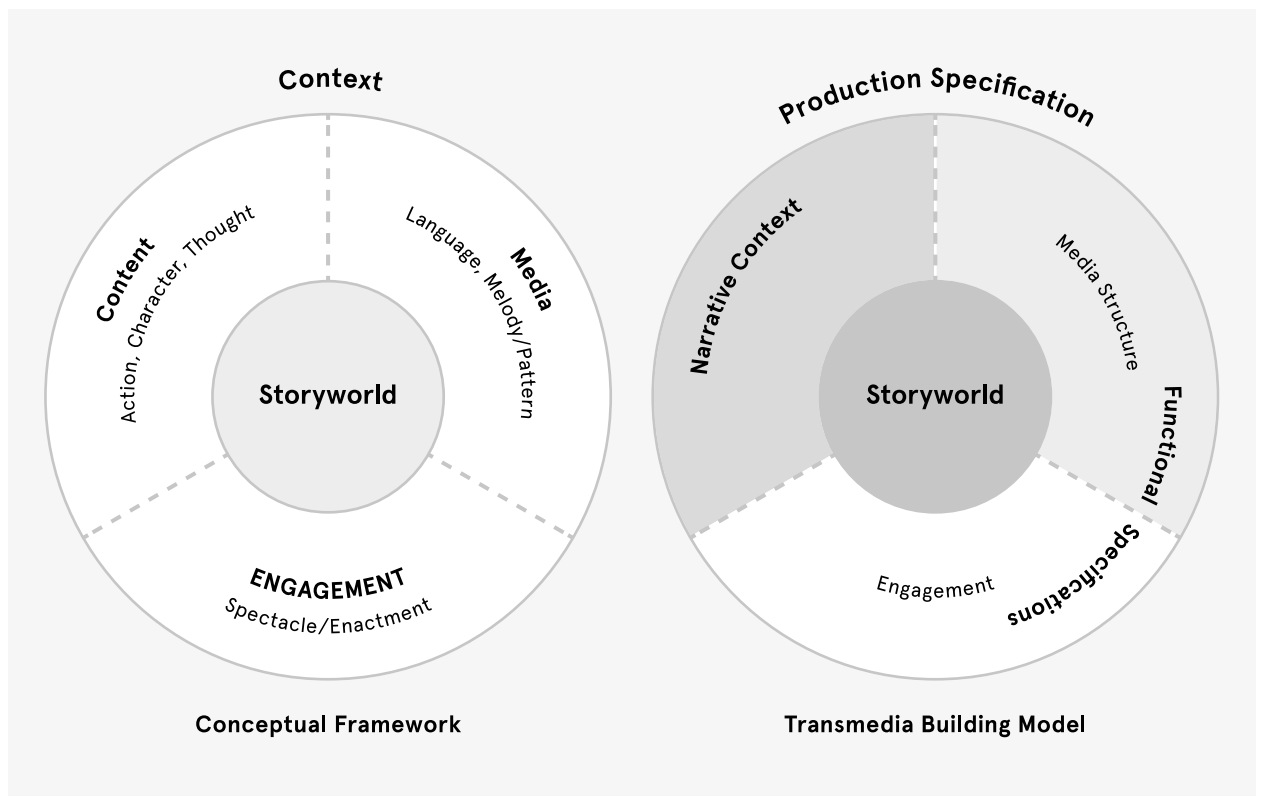 Context
Content
Action, Character, Thought
Media
Language, Melody/Pattern
Storyworld
ENGAGEMENT
Spectacle/Enactment
Conceptual Framework
Production Specification
Narrative Context
Media Structure
Storyworld
Functional Specifications
Engagement
Transmedia Building Model